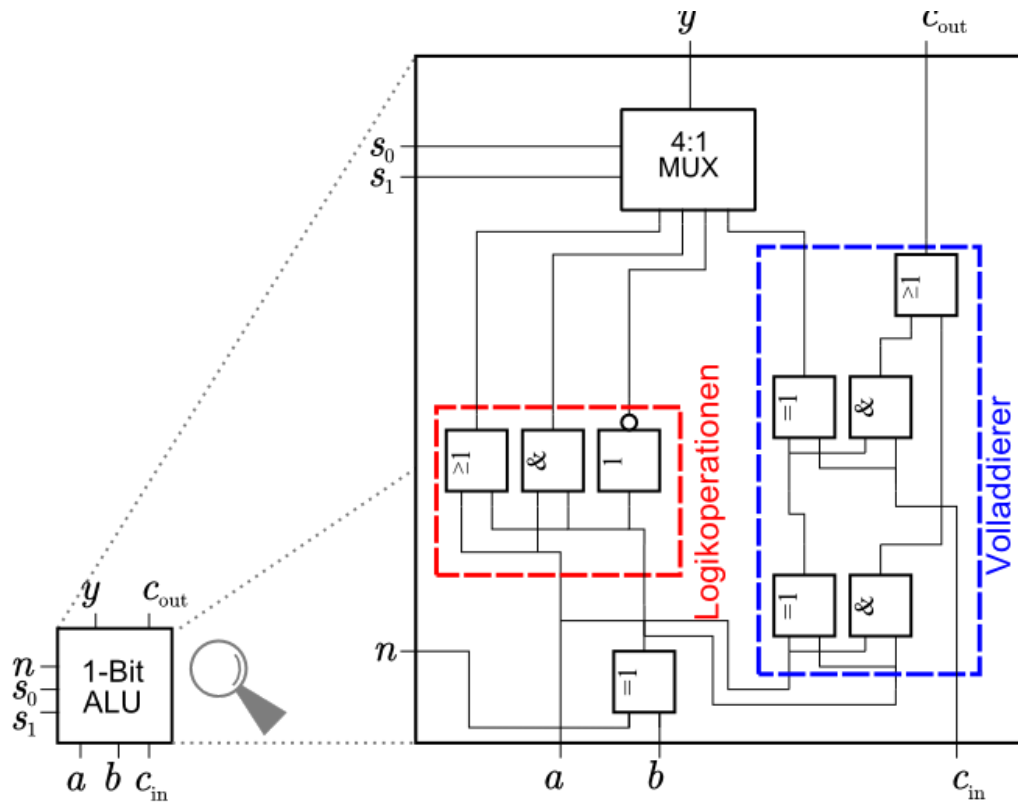 y c_out
s_0
s_1
4:1
MUX
≥1
=1 &
≥1 & 1
Logikoperationen
Volladdierer
=1 &
n
=1
a b c_in
y c_out
n
s_0
s_1
1-Bit
ALU
a b c_in